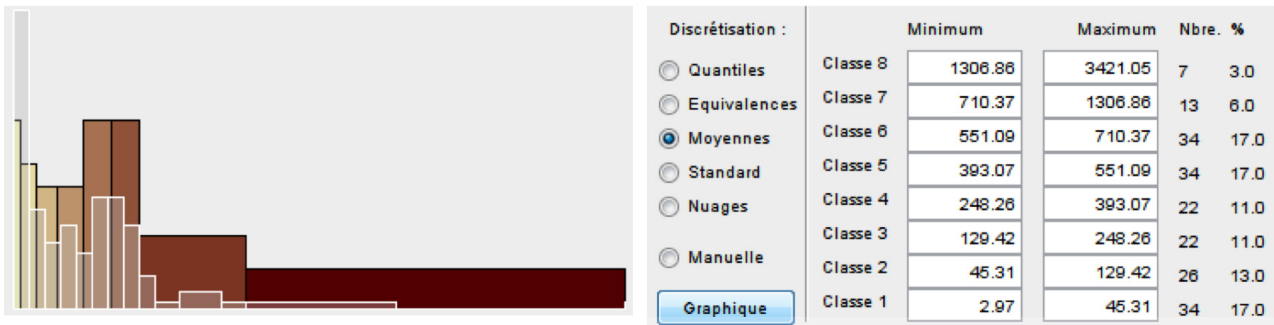 Discrétisation : Minimum Maximum Nbre. %
Quantiles Classe 8 1306.86 3421.05 7 3.0
Equivalences Classe 7 710.37 1306.86 13 6.0
Moyennes Classe 6 551.09 710.37 34 17.0
Standard Classe 5 393.07 551.09 34 17.0
Nuages Classe 4 248.26 393.07 22 11.0
Classe 3 129.42 248.26 22 11.0
Manuelle Classe 2 45.31 129.42 26 13.0
Graphique Classe 1 2.97 45.31 34 17.0